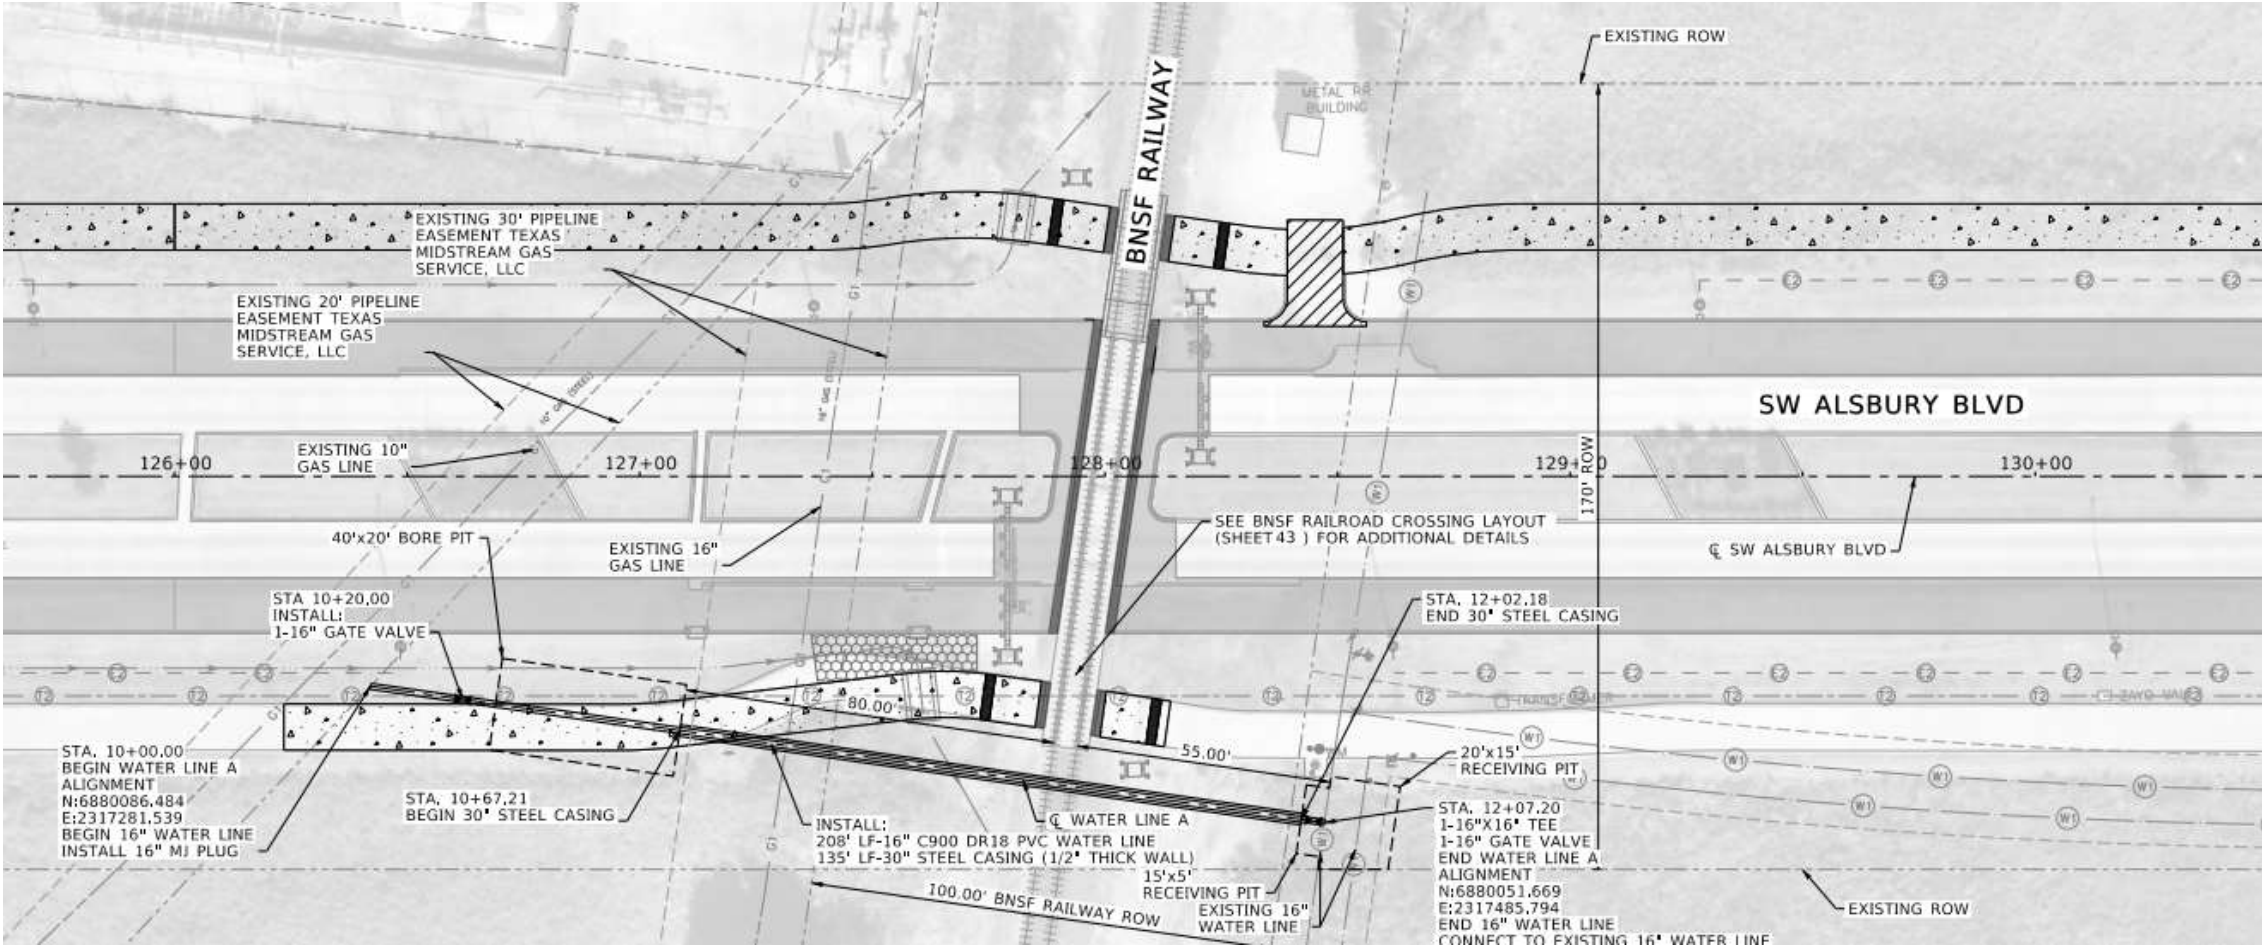 EXISTING ROW
METAL RR
BUILDING
BNSF RAILWAY
EXISTING 30' PIPELINE
EASEMENT TEXAS
MIDSTREAM GAS
SERVICE, LLC
EXISTING 20' PIPELINE
EASEMENT TEXAS
MIDSTREAM GAS
SERVICE, LLC
10" GAS (STEEL)
16" GAS (STEEL)
SW ALSBURY BLVD
EXISTING 10"
GAS LINE
126+00
127+00
128+00
130+00
170' ROW
40'x20' BORE PIT
EXISTING 16"
GAS LINE
SEE BNSF RAILROAD CROSSING LAYOUT
(SHEET 43 ) FOR ADDITIONAL DETAILS
℄ SW ALSBURY BLVD
STA 10+20.00
INSTALL:
1-16" GATE VALVE
STA. 12+02.18
END 30" STEEL CASING
80.00'
55.00'
20'x15'
RECEIVING PIT
STA. 10+00.00
BEGIN WATER LINE A
ALIGNMENT
N:6880086.484
E:2317281.539
BEGIN 16" WATER LINE
INSTALL 16" MJ PLUG
STA. 10+67.21
BEGIN 30" STEEL CASING
℄ WATER LINE A
INSTALL:
208' LF-16" C900 DR18 PVC WATER LINE
135' LF-30" STEEL CASING (1/2" THICK WALL)
15'x5'
RECEIVING PIT
EXISTING 16"
WATER LINE
100.00' BNSF RAILWAY ROW
STA. 12+07.20
1-16"X16" TEE
1-16" GATE VALVE
END WATER LINE A
ALIGNMENT
N:6880051.669
E:2317485.794
END 16" WATER LINE
CONNECT TO EXISTING 16" WATER LINE
EXISTING ROW